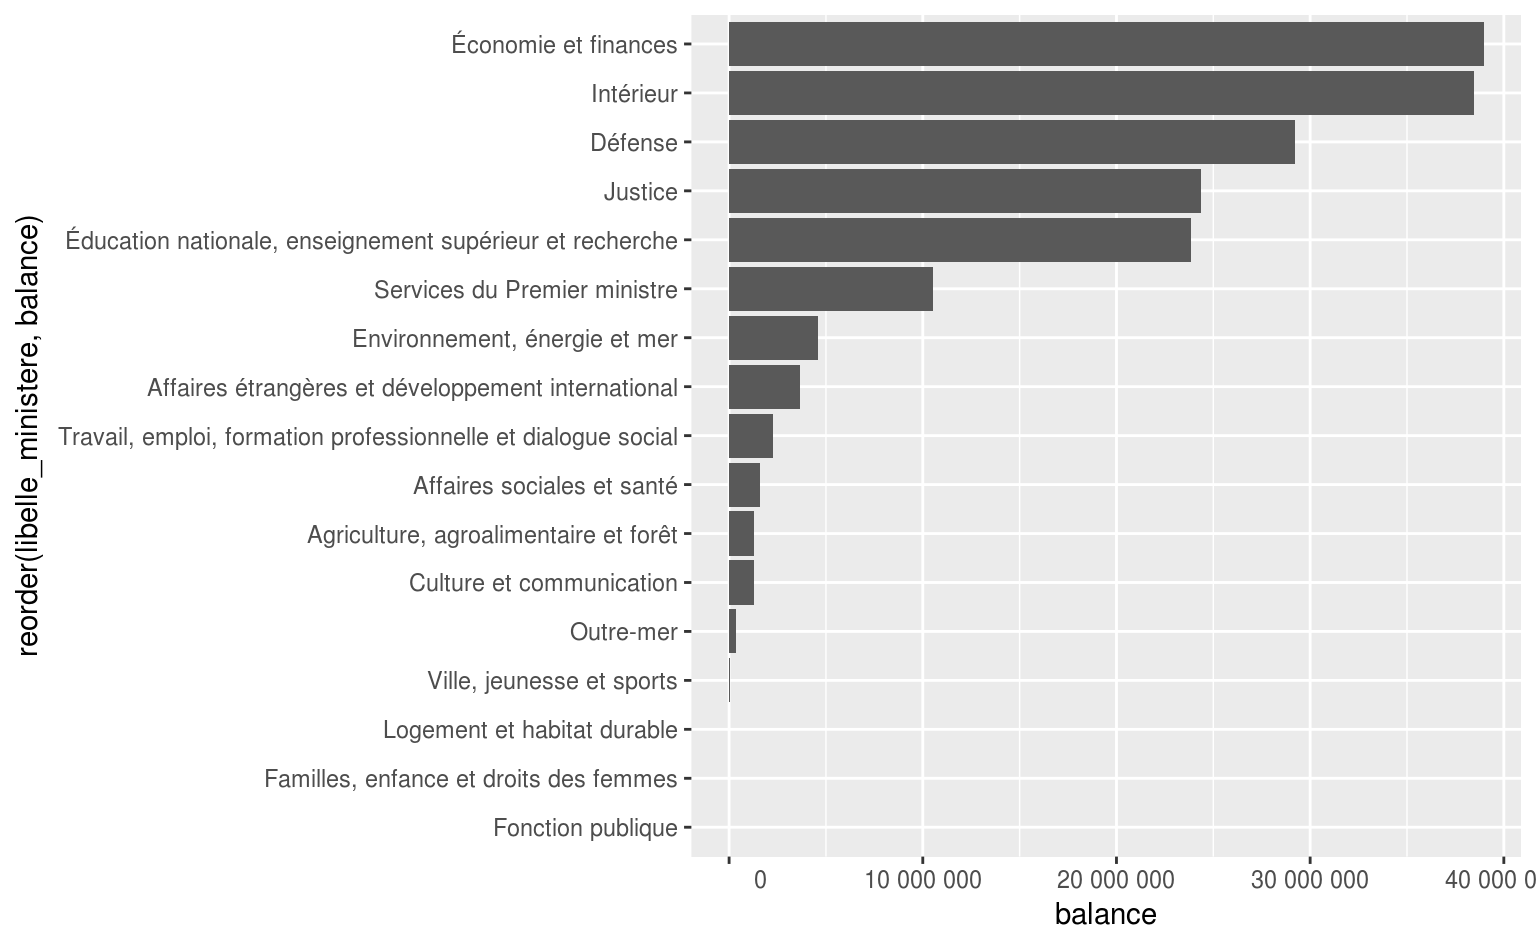 Économie et finances
Intérieur
Défense
Justice
Éducation nationale, enseignement supérieur et recherche
Services du Premier ministre
Environnement, énergie et mer
Affaires étrangères et développement international
Travail, emploi, formation professionnelle et dialogue social
Affaires sociales et santé
Agriculture, agroalimentaire et forêt
Culture et communication
Outre-mer
Ville, jeunesse et sports
Logement et habitat durable
Familles, enfance et droits des femmes
Fonction publique
reorder(libelle_ministere, balance)
0 10 000 000 20 000 000 30 000 000 40 000 0
balance